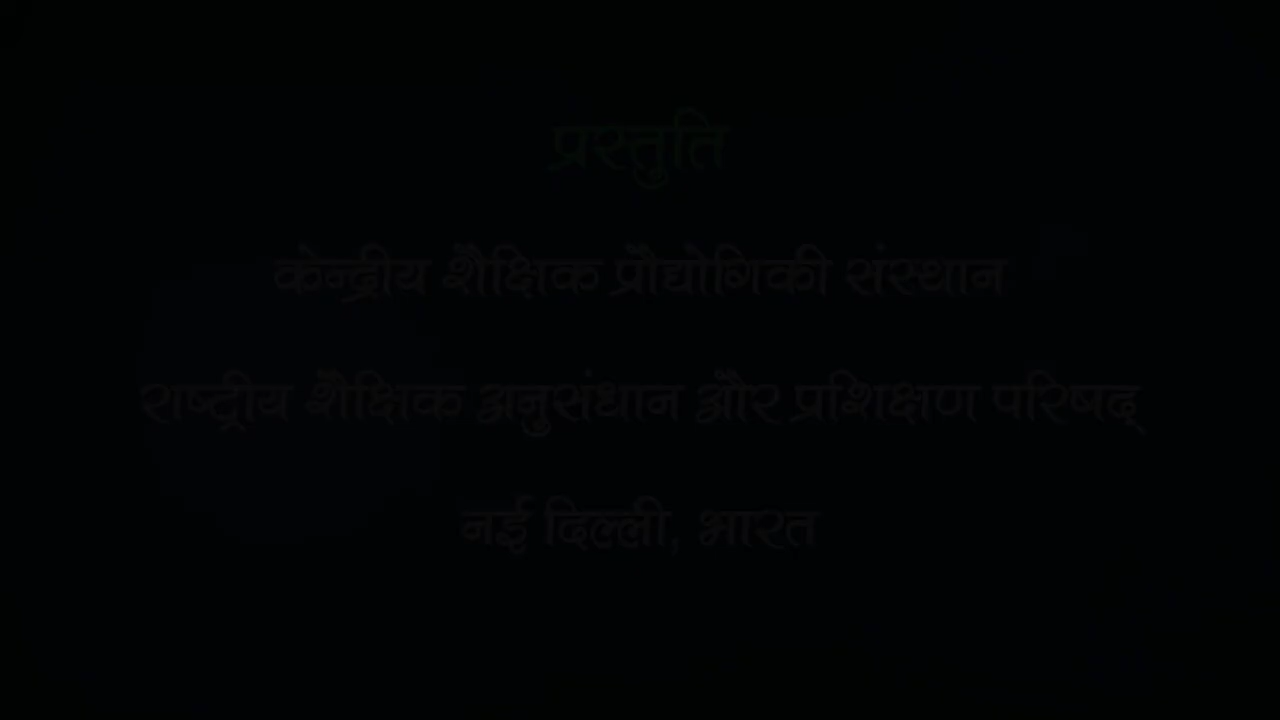 प्रस्तुति
केन्द्रीय शैक्षिक प्रौद्योगिकी संस्थान
राष्ट्रीय शैक्षिक अनुसंधान और प्रशिक्षण परिषद्
नई दिल्ली, भारत